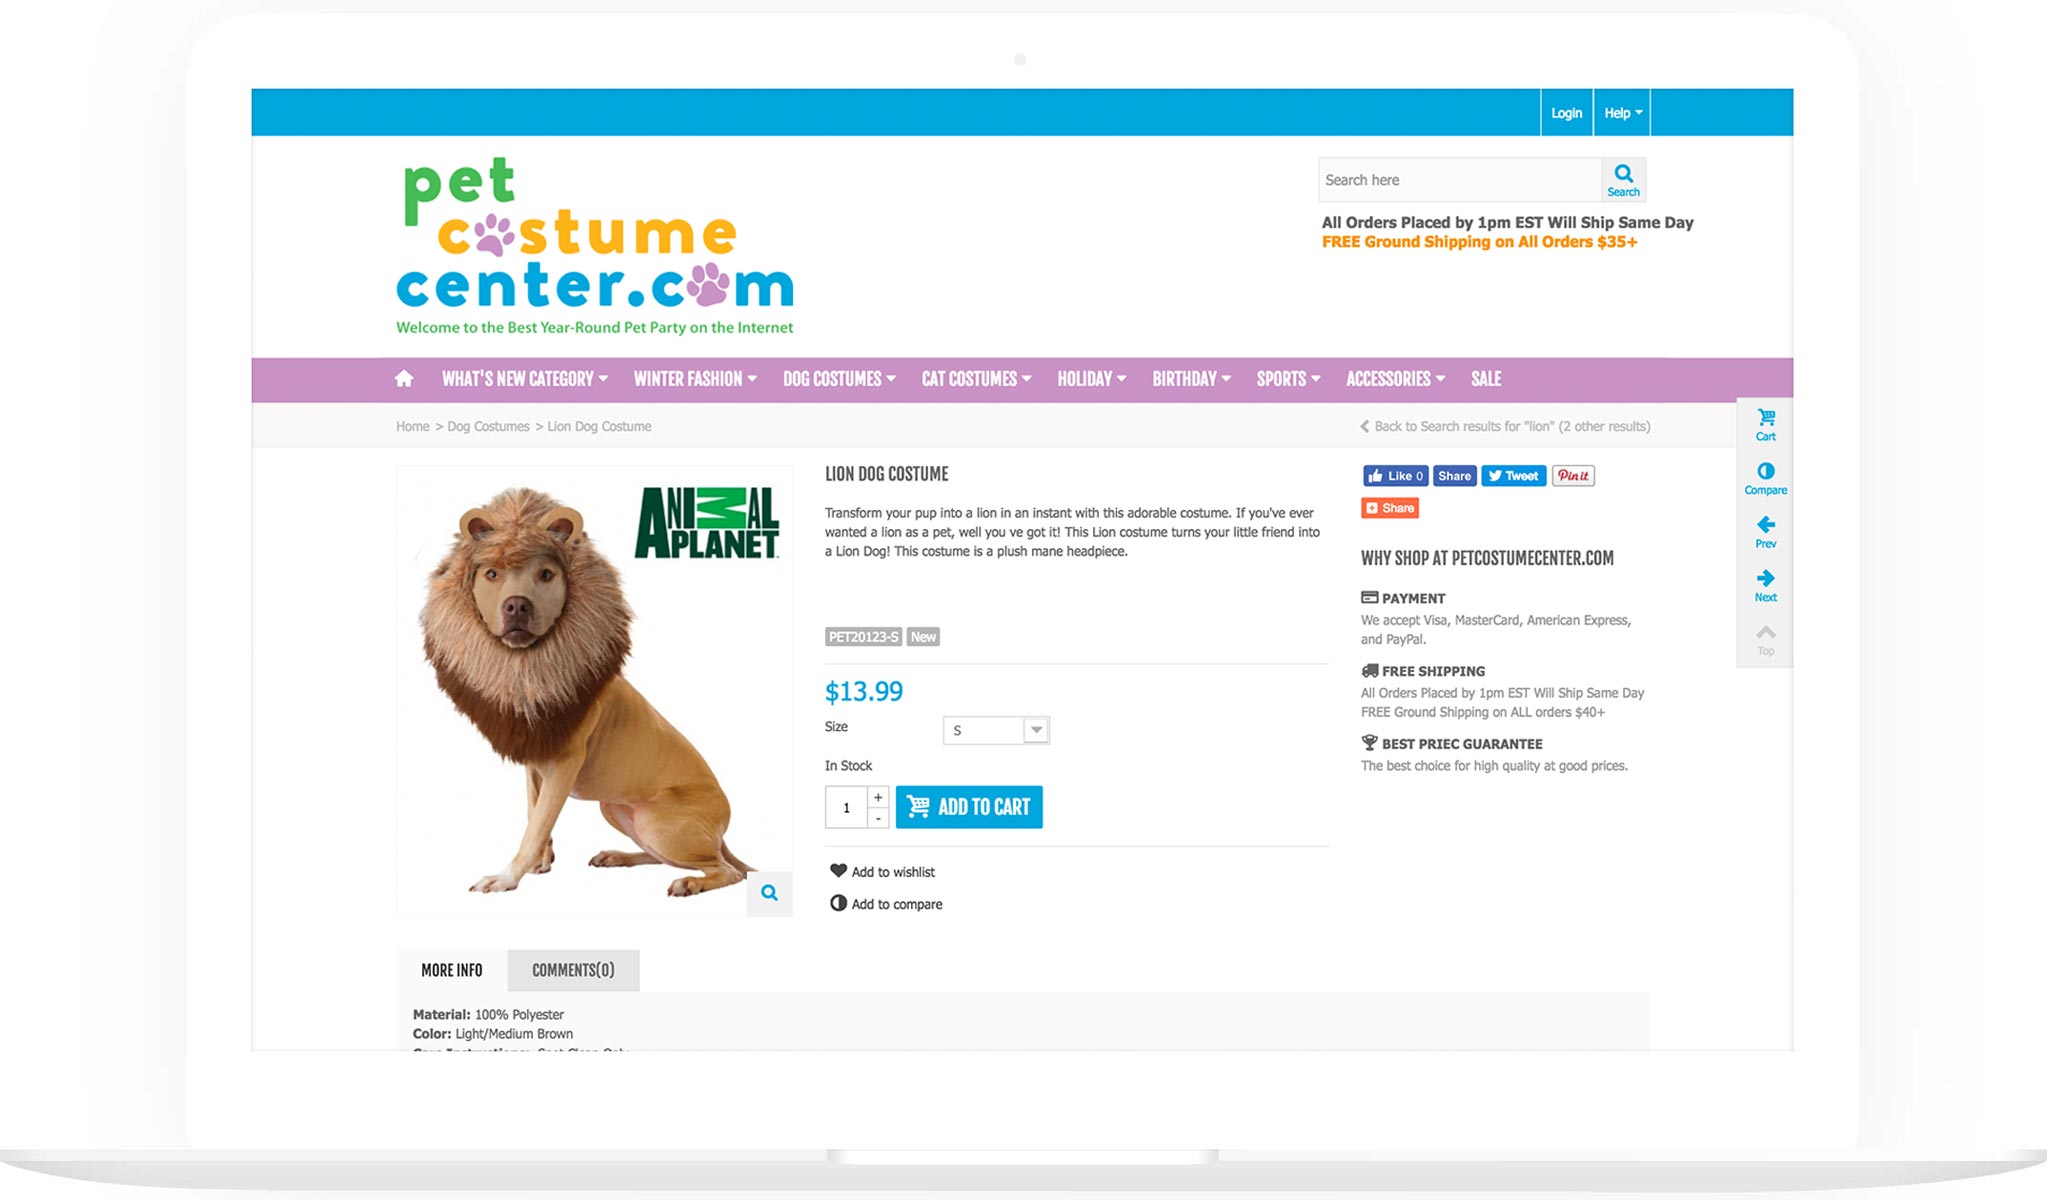 Login
Help
pet
costume
center.com
Welcome to the Best Year-Round Pet Party on the Internet
Search here
Search
All Orders Placed by 1pm EST Will Ship Same Day
FREE Ground Shipping on All Orders $35+
WHAT'S NEW CATEGORY
WINTER FASHION
DOG COSTUMES
CAT COSTUMES
HOLIDAY
BIRTHDAY
SPORTS
ACCESSORIES
SALE
Home > Dog Costumes > Lion Dog Costume
Back to Search results for "lion" (2 other results)
ANIMAL
PLANET
LION DOG COSTUME
Transform your pup into a lion in an instant with this adorable costume. If you've ever
wanted a lion as a pet, well you ve got it! This Lion costume turns your little friend into
a Lion Dog! This costume is a plush mane headpiece.
PET20123-S New
$13.99
Size
S
In Stock
1
+
-
ADD TO CART
Add to wishlist
Add to compare
Like 0
Share
Tweet
Pin it
Share
WHY SHOP AT PETCOSTUMECENTER.COM
PAYMENT
We accept Visa, MasterCard, American Express,
and PayPal.
FREE SHIPPING
All Orders Placed by 1pm EST Will Ship Same Day
FREE Ground Shipping on ALL orders $40+
BEST PRIEC GUARANTEE
The best choice for high quality at good prices.
Cart
Compare
Prev
Next
Top
MORE INFO
COMMENTS(0)
Material: 100% Polyester
Color: Light/Medium Brown
Care Instructions: Spot Clean Only